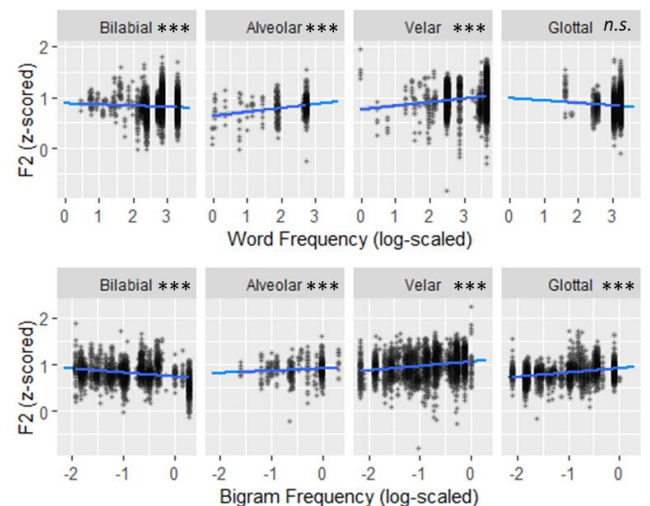 Bilabial *** Alveolar *** Velar *** Glottal n.s.
F2 (z-scored)
2
1
0
0 1 2 3 0 1 2 3 0 1 2 3 0 1 2 3
Word Frequency (log-scaled)
Bilabial *** Alveolar *** Velar *** Glottal ***
F2 (z-scored)
2
1
0
-2 -1 0 -2 -1 0 -2 -1 0 -2 -1 0
Bigram Frequency (log-scaled)